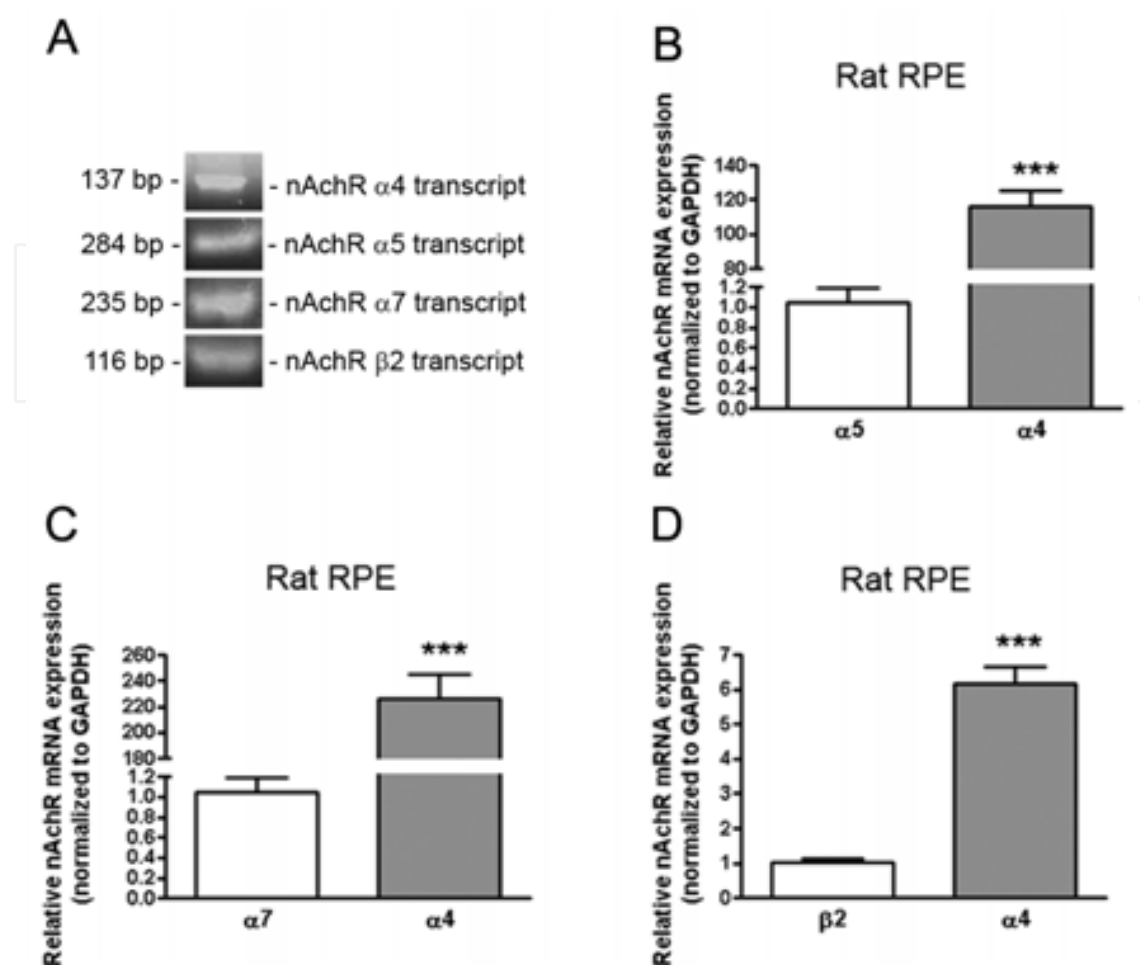 A
137 bp - - nAchR α4 transcript
284 bp - - nAchR α5 transcript
235 bp - - nAchR α7 transcript
116 bp - - nAchR β2 transcript
B
Rat RPE
Relative nAchR mRNA expression
(normalized to GAPDH)
140
120
100
80
1.2
1.0
0.8
0.6
0.4
0.2
0.0
***
α5 α4
C
Rat RPE
Relative nAchR mRNA expression
(normalized to GAPDH)
260
240
220
200
180
1.2
1.0
0.8
0.6
0.4
0.2
0.0
***
α7 α4
D
Rat RPE
Relative nAchR mRNA expression
(normalized to GAPDH)
7
6
5
4
3
2
1
0
***
β2 α4